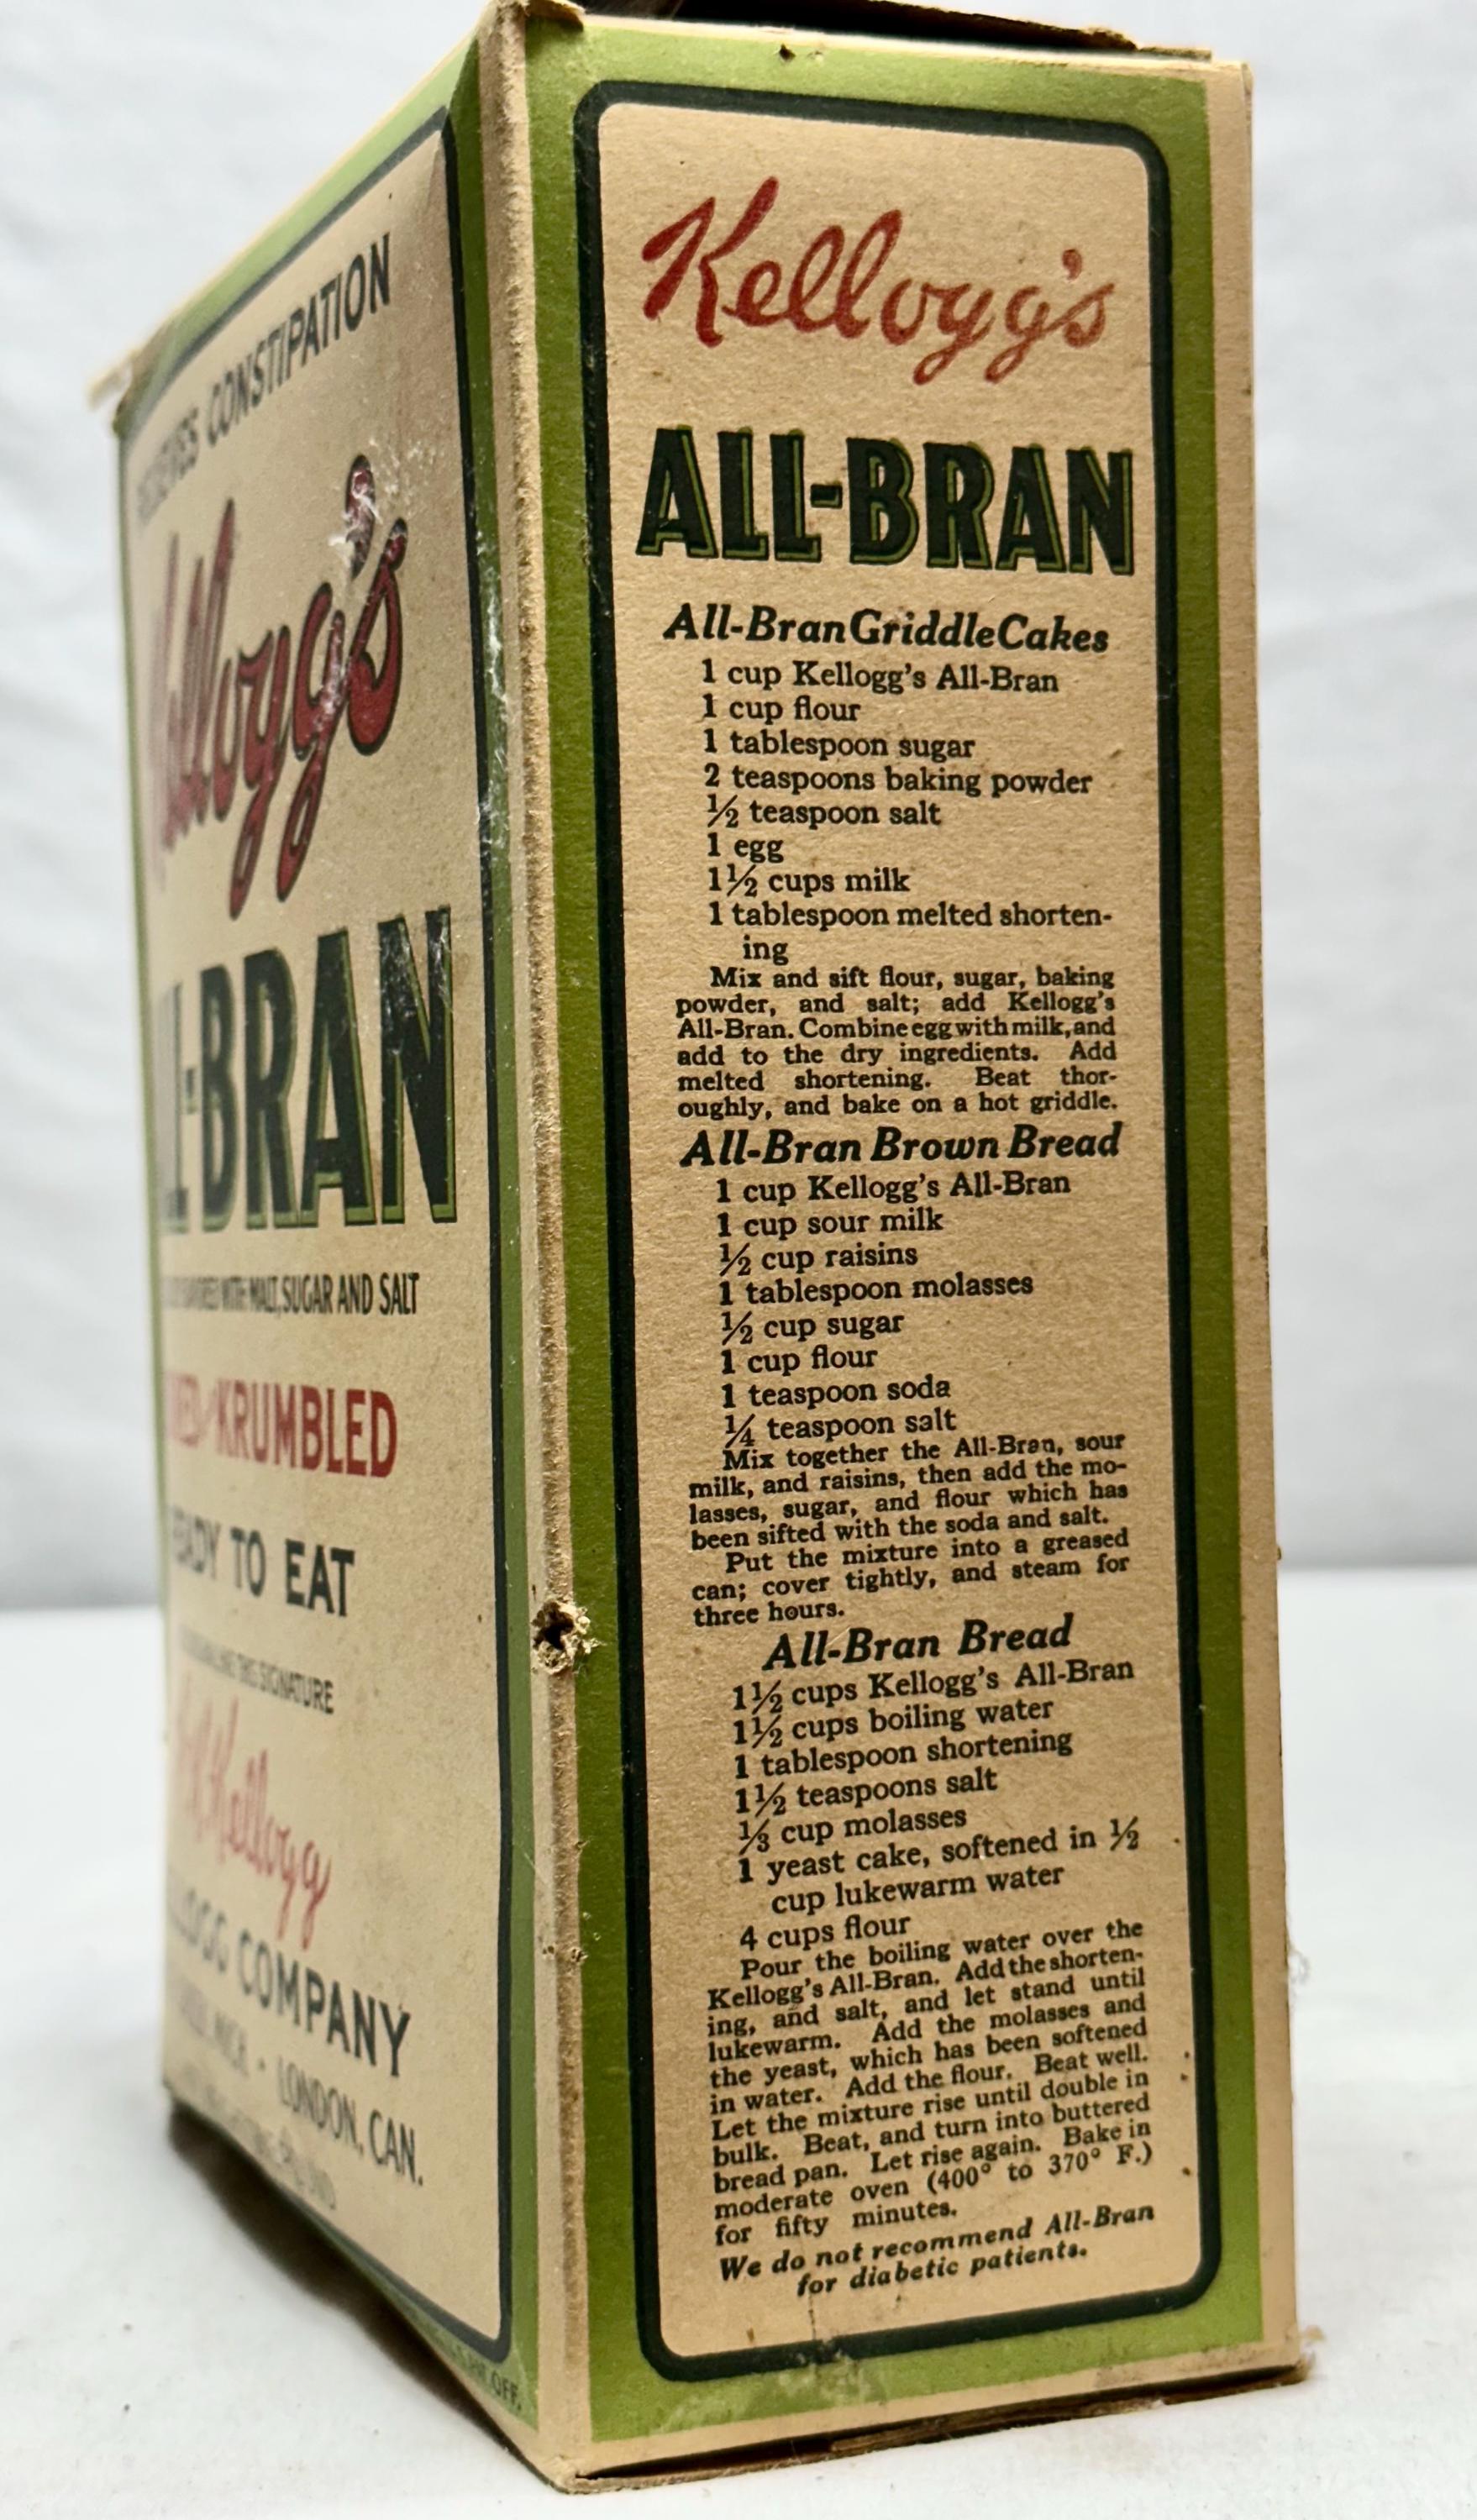 CONSTIPATION
Kellogg's
ALL-BRAN
MALT, SUGAR AND SALT
KRUMBLED
READY TO EAT
SIGNATURE
Kellogg
COMPANY
MICH. - LONDON, CAN.
OFF.
Kellogg's
ALL-BRAN
All-Bran Griddle Cakes
1 cup Kellogg's All-Bran
1 cup flour
1 tablespoon sugar
2 teaspoons baking powder
½ teaspoon salt
1 egg
1½ cups milk
1 tablespoon melted shorten-
ing
Mix and sift flour, sugar, baking
powder, and salt; add Kellogg's
All-Bran. Combine egg with milk, and
add to the dry ingredients. Add
melted shortening. Beat thor-
oughly, and bake on a hot griddle.
All-Bran Brown Bread
1 cup Kellogg's All-Bran
1 cup sour milk
½ cup raisins
1 tablespoon molasses
½ cup sugar
1 cup flour
1 teaspoon soda
¼ teaspoon salt
Mix together the All-Bran, sour
milk, and raisins, then add the mo-
lasses, sugar, and flour which has
been sifted with the soda and salt.
Put the mixture into a greased
can; cover tightly, and steam for
three hours.
All-Bran Bread
1½ cups Kellogg's All-Bran
1½ cups boiling water
1 tablespoon shortening
1½ teaspoons salt
⅓ cup molasses
1 yeast cake, softened in ½
cup lukewarm water
4 cups flour
Pour the boiling water over the
Kellogg's All-Bran. Add the shorten-
ing, and salt, and let stand until
lukewarm. Add the molasses and
the yeast, which has been softened
in water. Add the flour. Beat well.
Let the mixture rise until double in
bulk. Beat, and turn into buttered
bread pan. Let rise again. Bake in
moderate oven (400° to 370° F.)
for fifty minutes.
We do not recommend All-Bran
for diabetic patients.